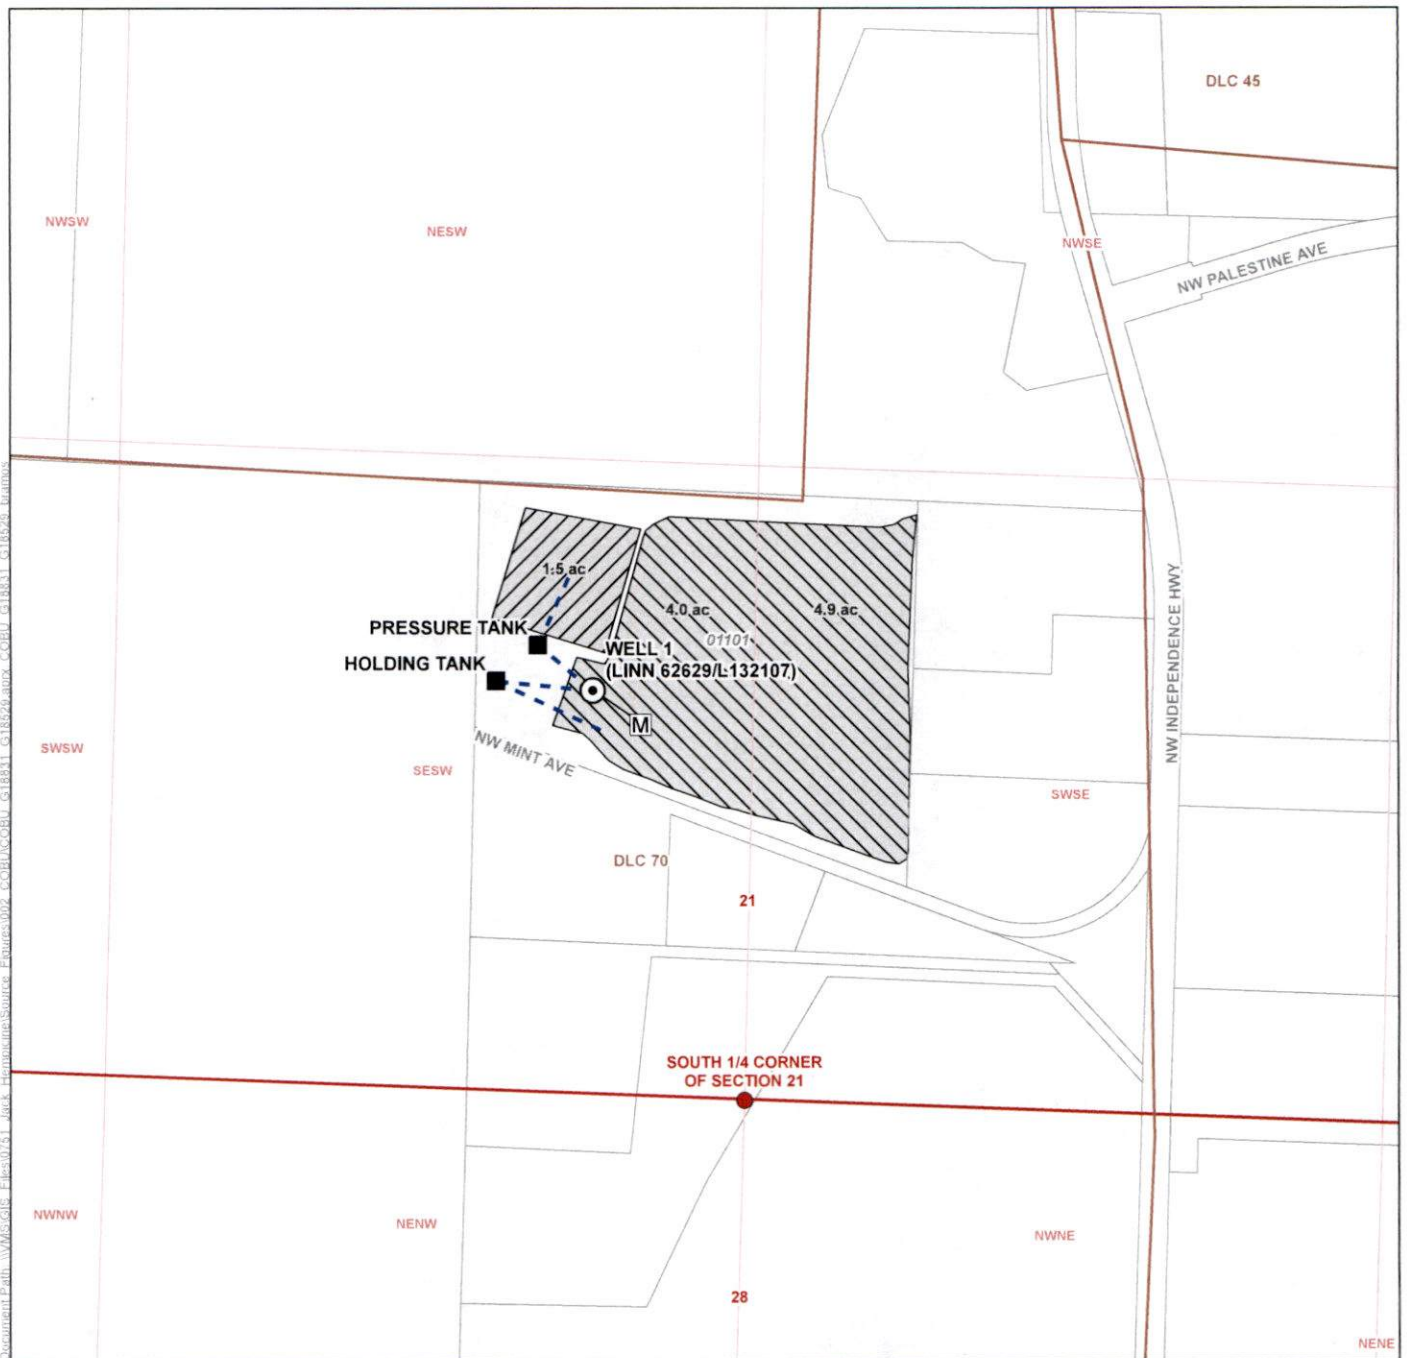 DLC 45
NWSW
NESW
NWSE
NW PALESTINE AVE
1.5 ac
4.0 ac
4.9 ac
PRESSURE TANK
01101
WELL 1
HOLDING TANK
(LINN 62629/L132107)
M
NW INDEPENDENCE HWY
NW MINT AVE
SWSW
SESW
SWSE
DLC 70
21
SOUTH 1/4 CORNER
OF SECTION 21
NWNW
NENW
NWNE
28
NENE